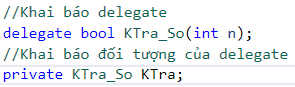 //Khai báo delegate
delegate bool KTra_So(int n);
//Khai báo đối tượng của delegate
private KTra_So KTra;